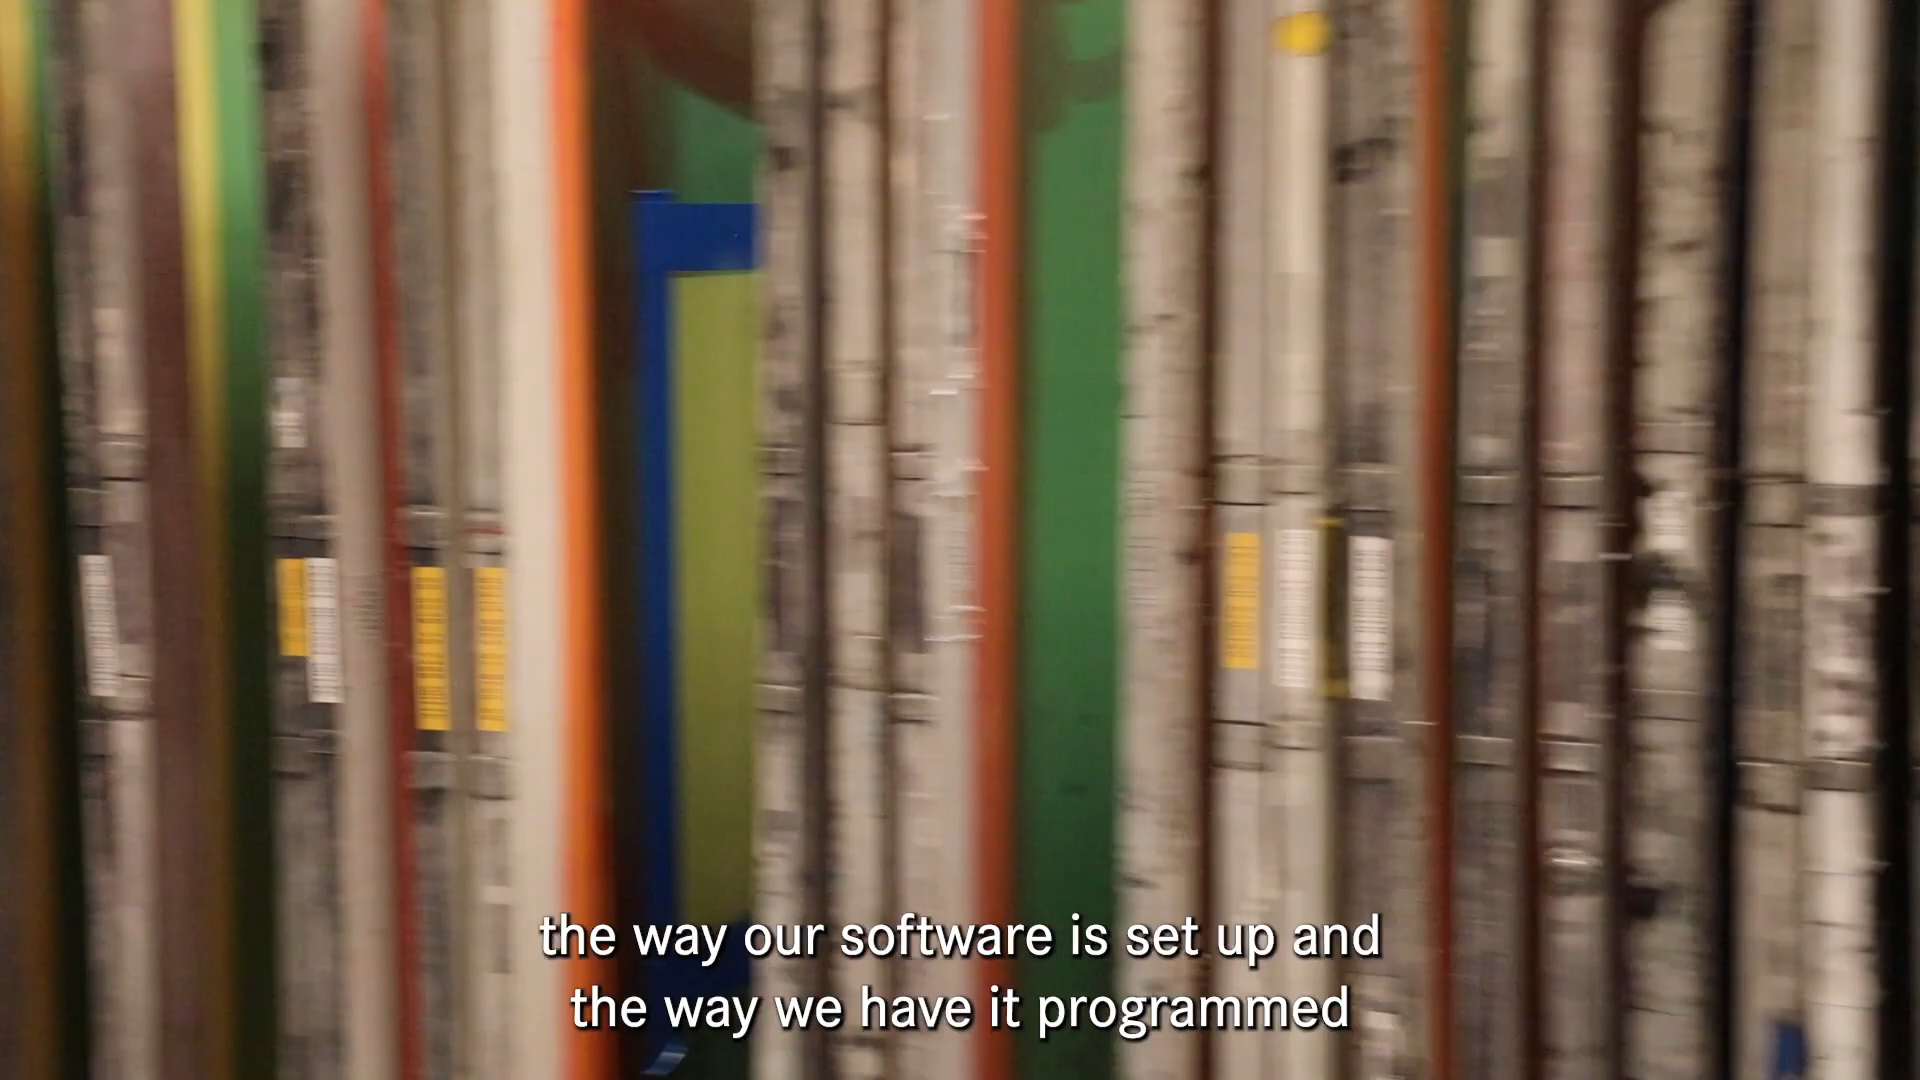 the way our software is set up and
the way we have it programmed